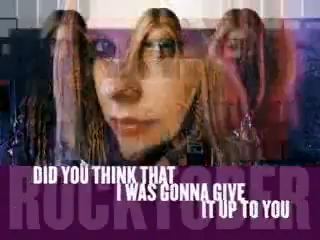 DID YOU THINK THAT
I WAS GONNA GIVE
IT UP TO YOU
ROCKTOBER